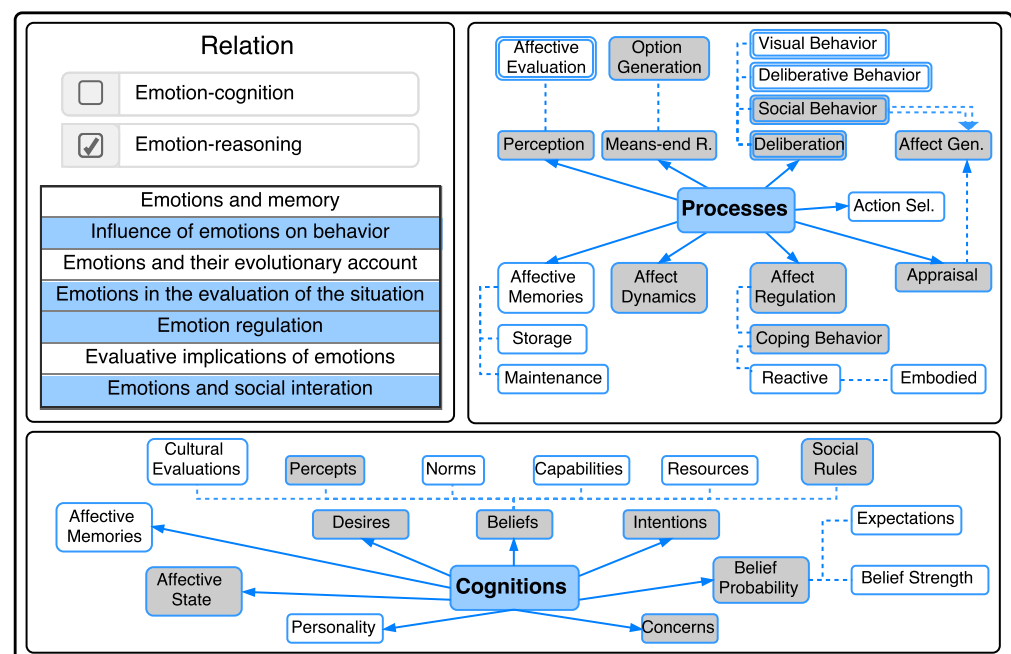 Relation
Emotion-cognition
Emotion-reasoning
Emotions and memory
Influence of emotions on behavior
Emotions and their evolutionary account
Emotions in the evaluation of the situation
Emotion regulation
Evaluative implications of emotions
Emotions and social interation
Affective
Evaluation
Option
Generation
Visual Behavior
Deliberative Behavior
Social Behavior
Perception
Means-end R.
Deliberation
Affect Gen.
Processes
Action Sel.
Affective
Memories
Affect
Dynamics
Affect
Regulation
Appraisal
Storage
Coping Behavior
Maintenance
Reactive
Embodied
Cultural
Evaluations
Percepts
Norms
Capabilities
Resources
Social
Rules
Affective
Memories
Desires
Beliefs
Intentions
Expectations
Affective
State
Cognitions
Belief
Probability
Belief Strength
Personality
Concerns